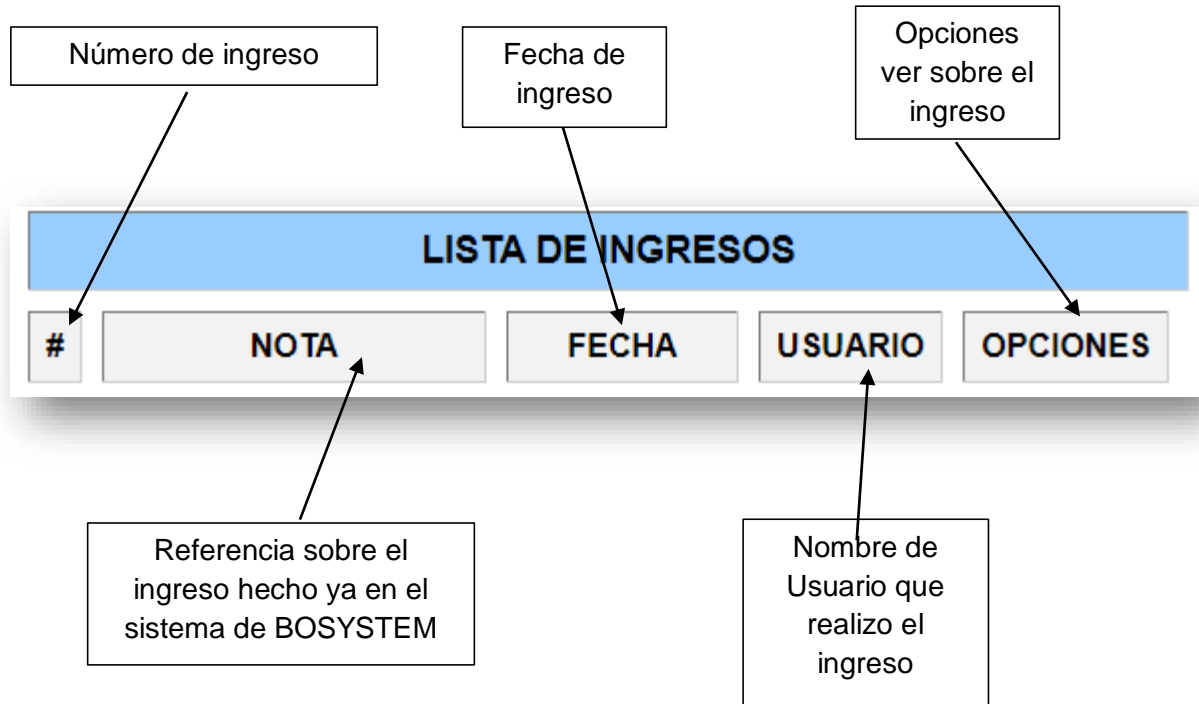 Número de ingreso
Fecha de
ingreso
Opciones
ver sobre el
ingreso
LISTA DE INGRESOS
#
NOTA
FECHA
USUARIO
OPCIONES
Referencia sobre el
ingreso hecho ya en el
sistema de BOSYSTEM
Nombre de
Usuario que
realizo el
ingreso